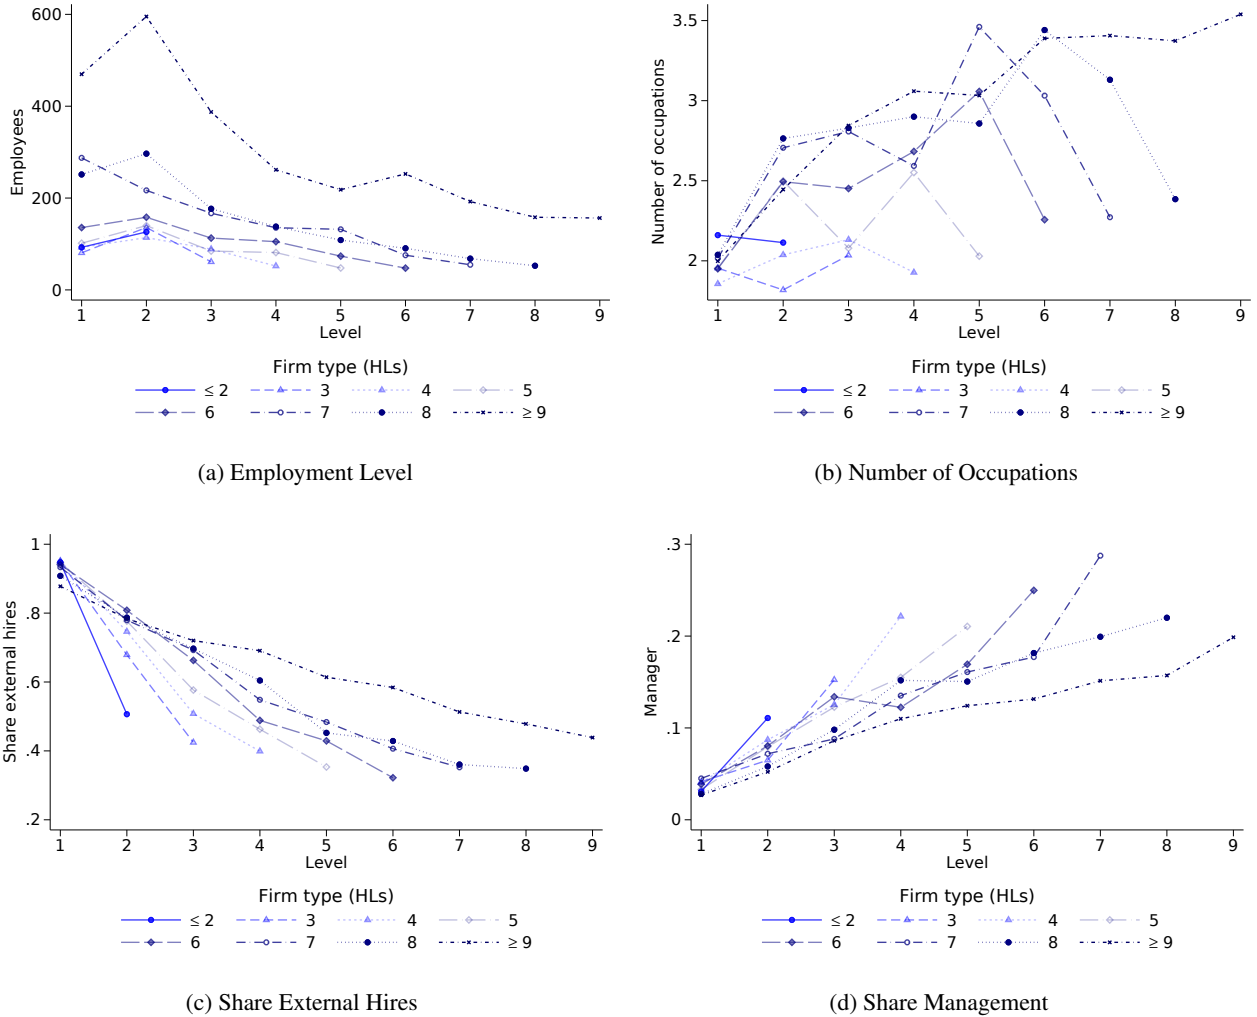 600
400
200
0
Employees
1 2 3 4 5 6 7 8 9
Level
Firm type (HLs)
≤ 2 3 4 5
6 7 8 ≥ 9
(a) Employment Level
3.5
3
2.5
2
Number of occupations
1 2 3 4 5 6 7 8 9
Level
Firm type (HLs)
≤ 2 3 4 5
6 7 8 ≥ 9
(b) Number of Occupations
1
.8
.6
.4
.2
Share external hires
1 2 3 4 5 6 7 8 9
Level
Firm type (HLs)
≤ 2 3 4 5
6 7 8 ≥ 9
(c) Share External Hires
.3
.2
.1
0
Manager
1 2 3 4 5 6 7 8 9
Level
Firm type (HLs)
≤ 2 3 4 5
6 7 8 ≥ 9
(d) Share Management